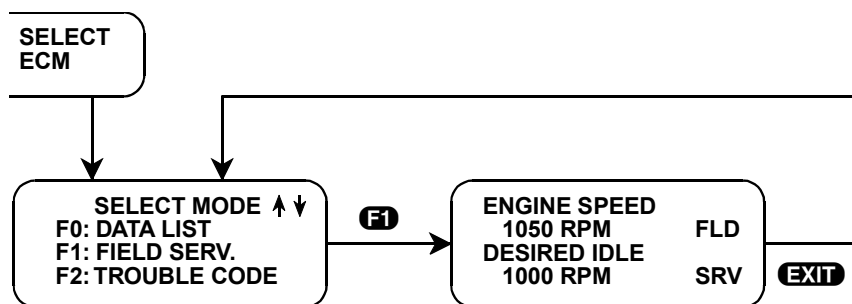 SELECT
ECM
SELECT MODE
F0: DATA LIST
F1: FIELD SERV.
F2: TROUBLE CODE
F1
ENGINE SPEED
1050 RPM FLD
DESIRED IDLE
1000 RPM SRV
EXIT